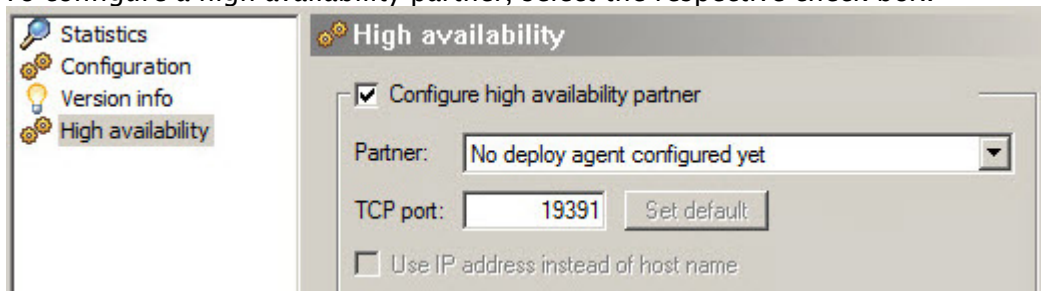 To configure a high availability partner, select the respective check box.
Statistics
Configuration
Version info
High availability
High availability
Configure high availability partner
Partner: No deploy agent configured yet
TCP port: 19391 Set default
Use IP address instead of host name